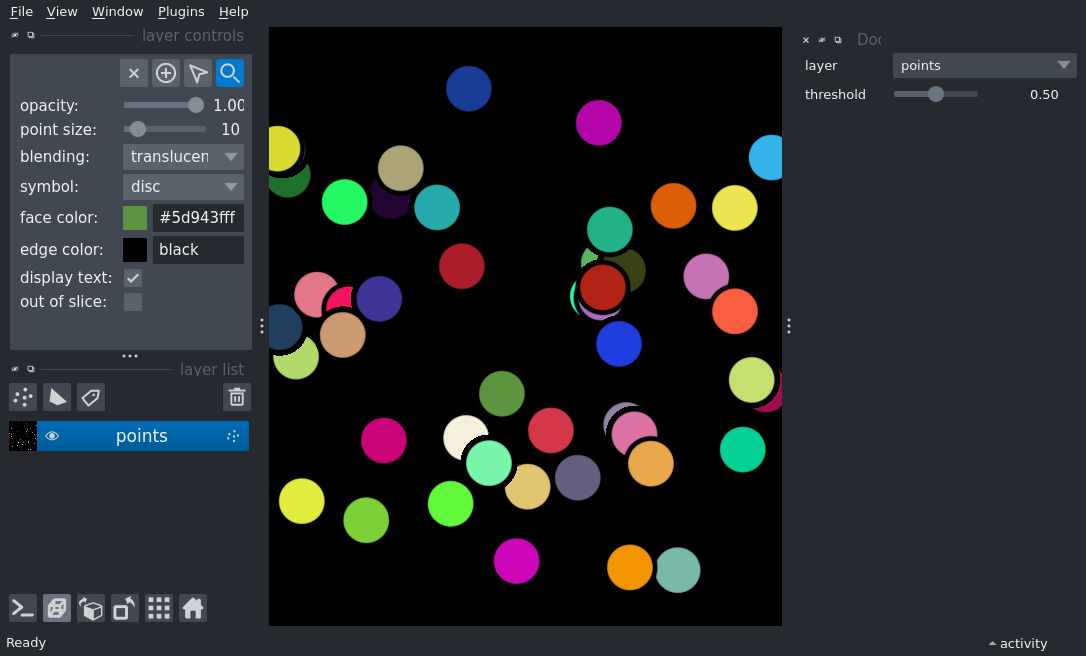 File View Window Plugins Help
layer controls
opacity: 1.00
point size: 10
blending: translucen
symbol: disc
face color: #5d943fff
edge color: black
display text:
out of slice:
layer list
points
Ready
Doc
layer points
threshold 0.50
activity